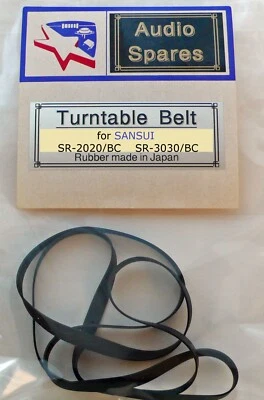 Audio
Spares
Turntable Belt
for SANSUI
SR-2020/BC SR-3030/BC
Rubber made in Japan